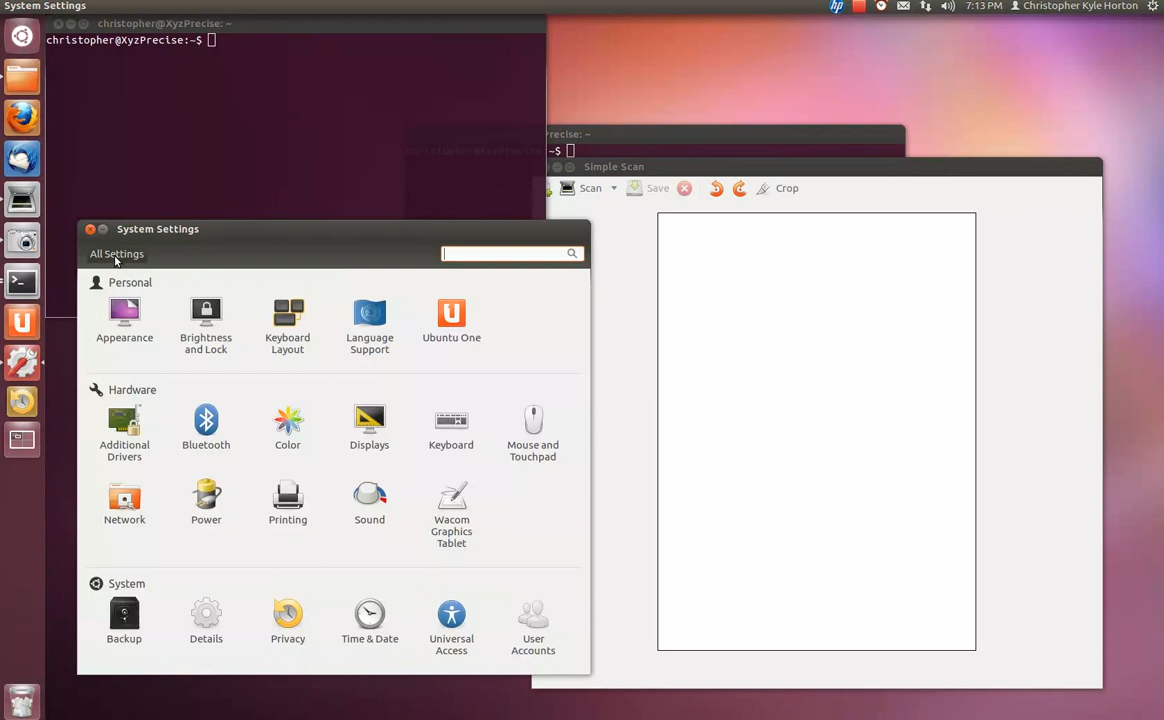 System Settings
7:13 PM Christopher Kyle Horton
christopher@XyzPrecise: ~
christopher@XyzPrecise:~$
recise: ~
~$
Simple Scan
Scan Save Crop
System Settings
All Settings
Personal
Appearance
Brightness and Lock
Keyboard Layout
Language Support
Ubuntu One
Hardware
Additional Drivers
Bluetooth
Color
Displays
Keyboard
Mouse and Touchpad
Network
Power
Printing
Sound
Wacom Graphics Tablet
System
Backup
Details
Privacy
Time & Date
Universal Access
User Accounts